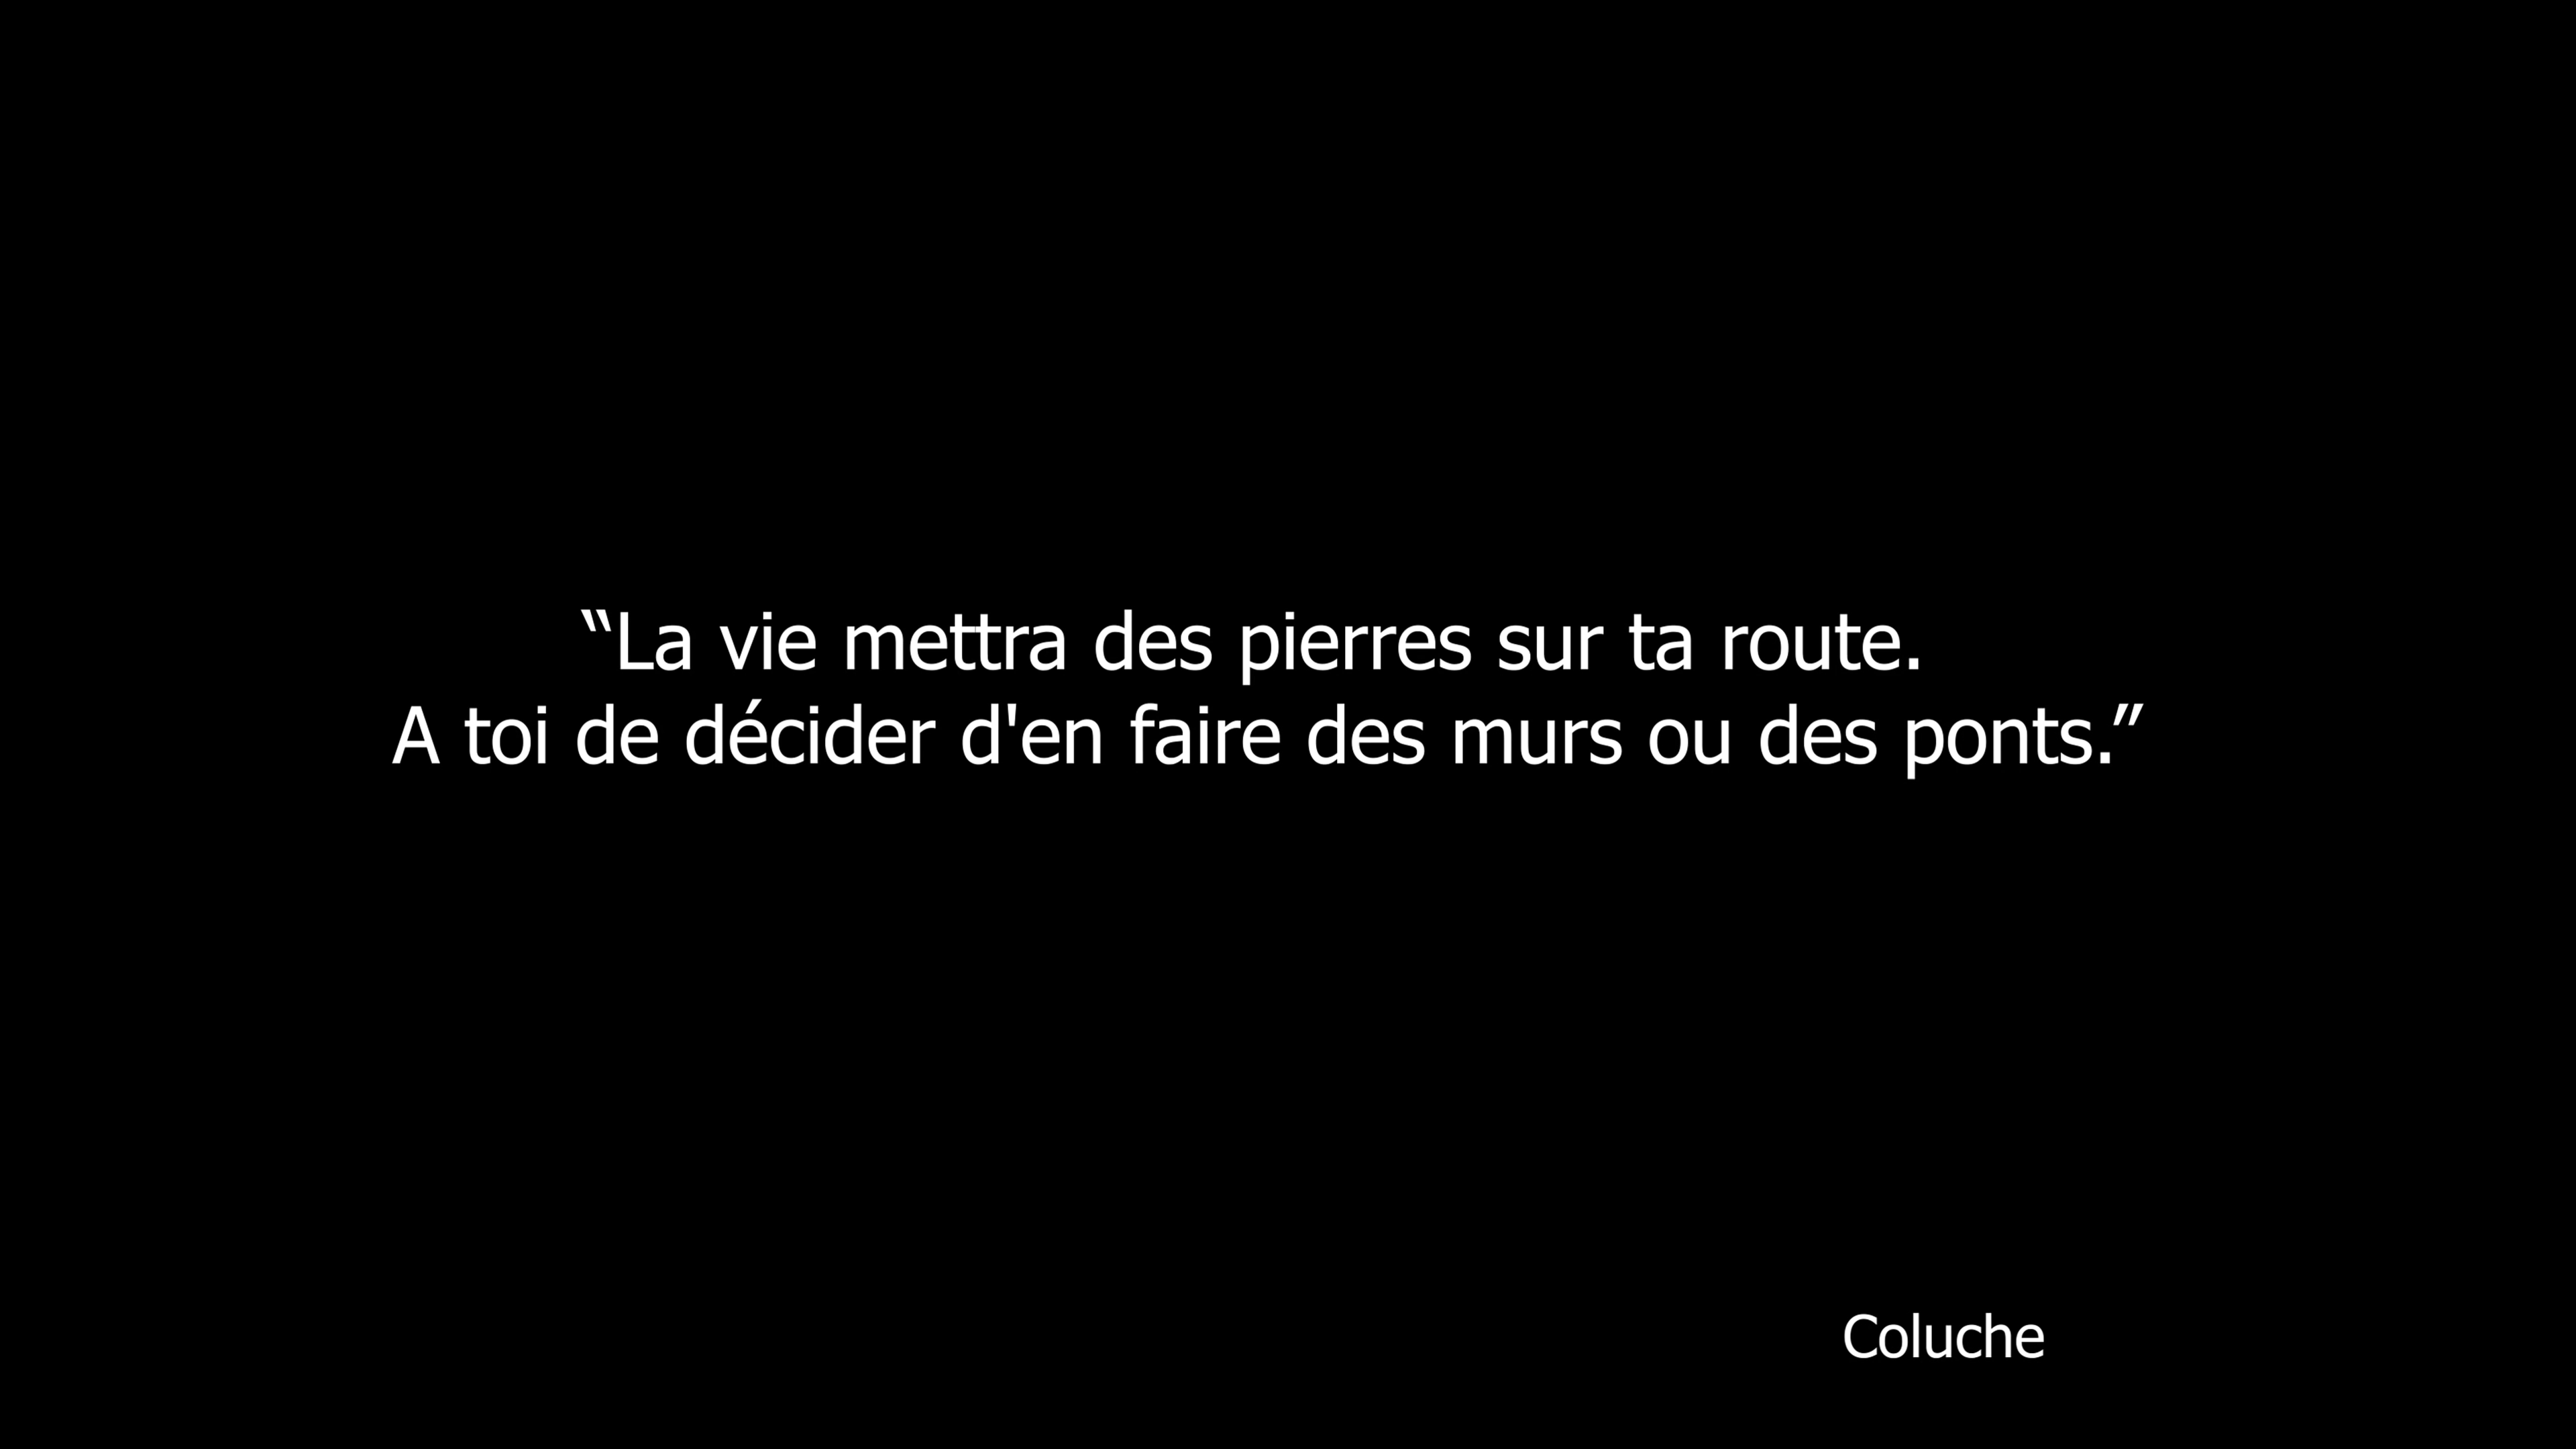 “La vie mettra des pierres sur ta route.
A toi de décider d'en faire des murs ou des ponts.”
Coluche